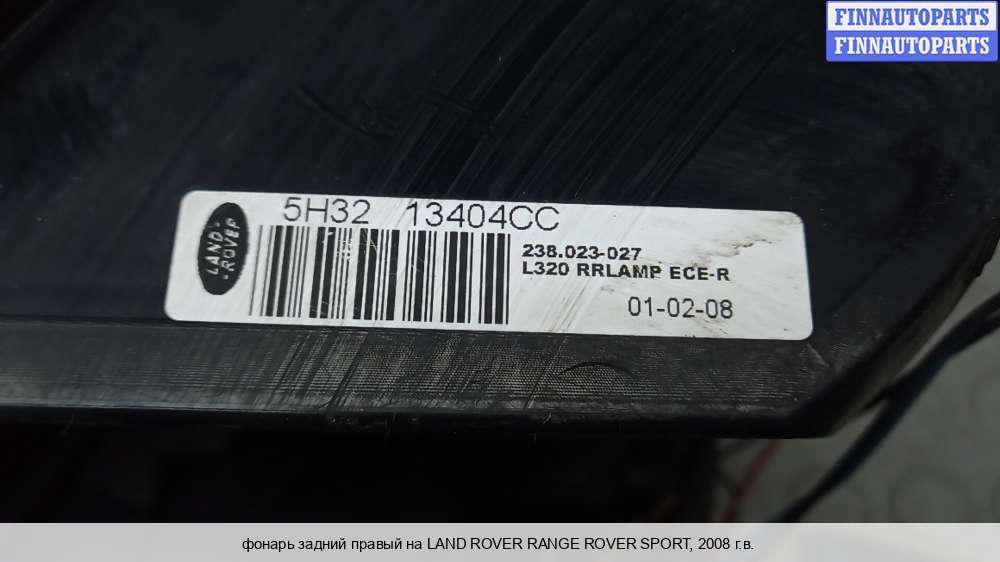 FINNAUTOPARTS
FINNAUTOPARTS
LAND-
-ROVER
5H32 13404CC
238.023-027
L320 RRLAMP ECE-R
01-02-08
фонарь задний правый на LAND ROVER RANGE ROVER SPORT, 2008 г.в.